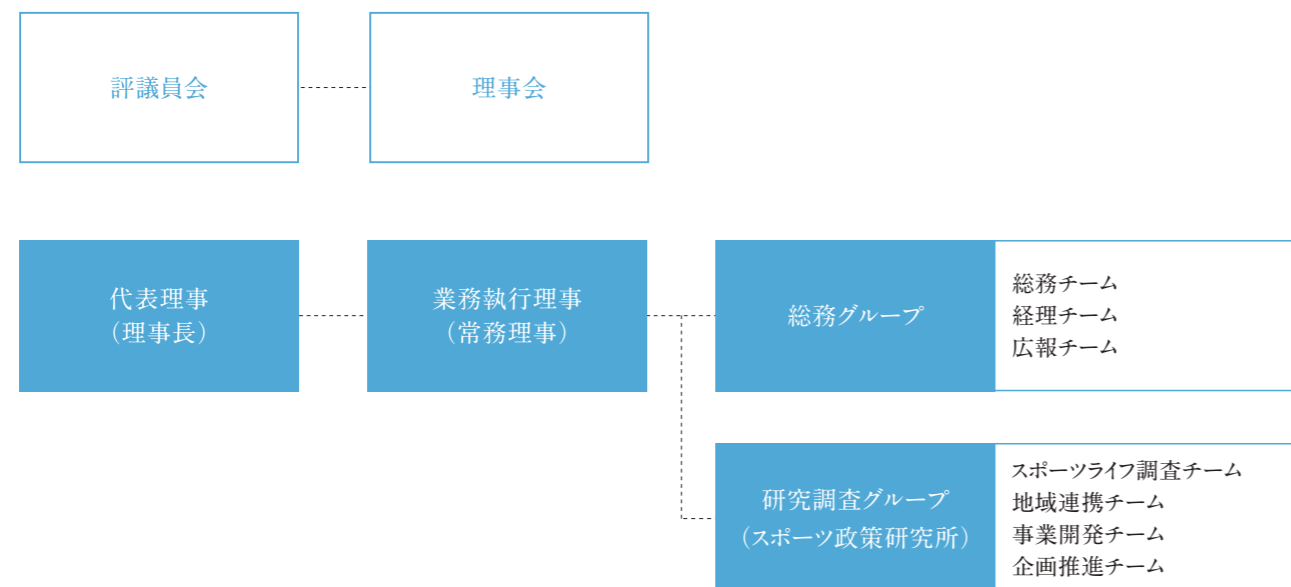 評議員会
理事会
代表理事
（理事長）
業務執行理事
（常務理事）
総務グループ
総務チーム
経理チーム
広報チーム
研究調査グループ
（スポーツ政策研究所）
スポーツライフ調査チーム
地域連携チーム
事業開発チーム
企画推進チーム